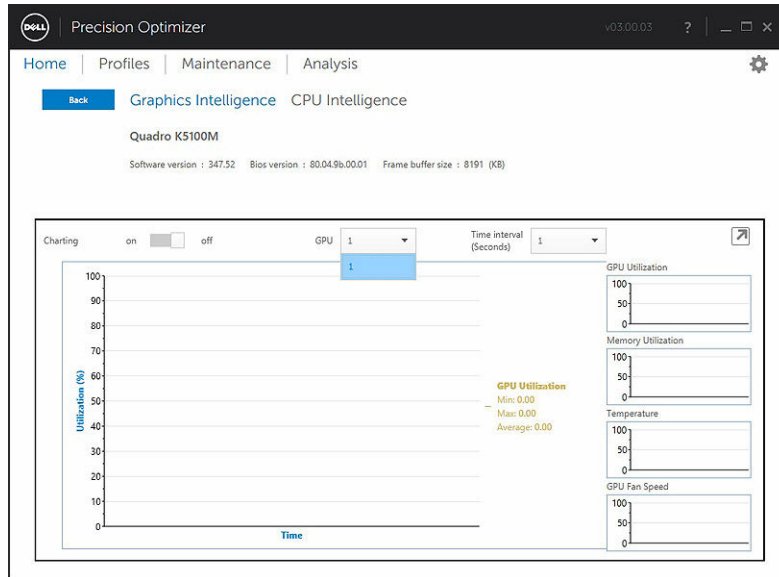 DELL Precision Optimizer v03.00.03 ?
Home Profiles Maintenance Analysis
Back Graphics Intelligence CPU Intelligence
Quadro K5100M
Software version : 347.52 Bios version : 80.04.9b.00.01 Frame buffer size : 8191 (KB)
Charting on off GPU 1 Time interval (Seconds) 1
1
Utilization (%)
100
90
80
70
60
50
40
30
20
10
0
Time
GPU Utilization
Min: 0.00
Max: 0.00
Average: 0.00
GPU Utilization
100
50
0
Memory Utilization
100
50
0
Temperature
100
50
0
GPU Fan Speed
100
50
0